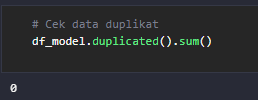 # Cek data duplikat
df_model.duplicated().sum()
0